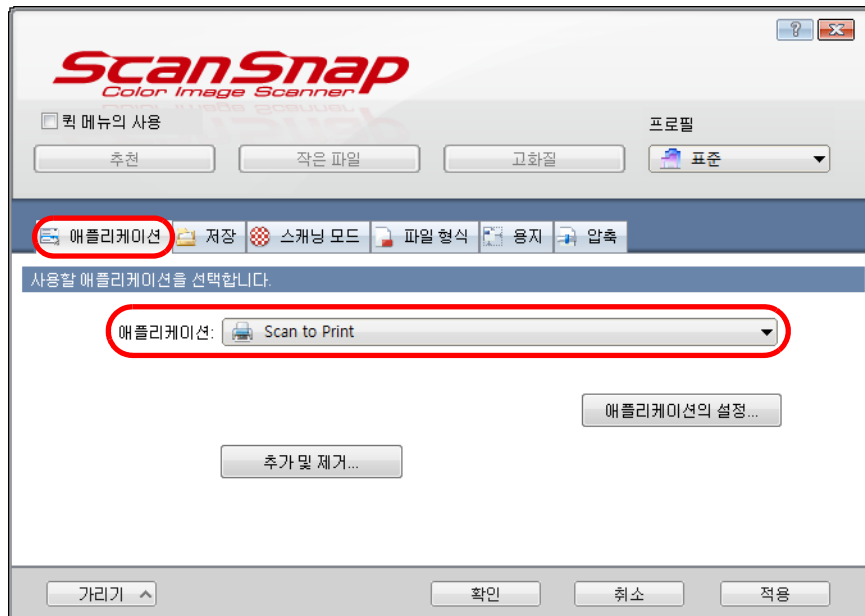 ScanSnap
Color Image Scanner
퀵 메뉴의 사용
프로필
추천 작은 파일 고화질 표준
애플리케이션 저장 스캐닝 모드 파일 형식 용지 압축
사용할 애플리케이션을 선택합니다.
애플리케이션: Scan to Print
애플리케이션의 설정...
추가 및 제거...
가리기 확인 취소 적용